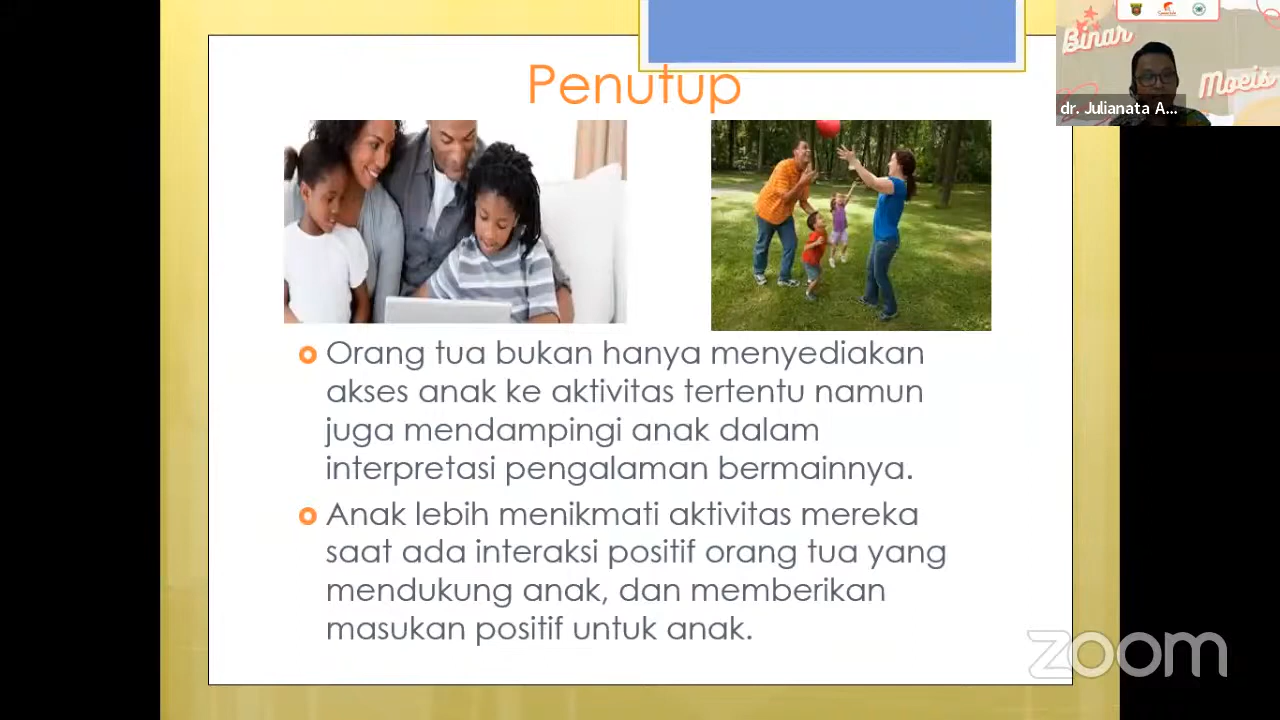 Penutup
Binar
Moeis
dr. Julianata A...
Orang tua bukan hanya menyediakan
akses anak ke aktivitas tertentu namun
juga mendampingi anak dalam
interpretasi pengalaman bermainnya.
Anak lebih menikmati aktivitas mereka
saat ada interaksi positif orang tua yang
mendukung anak, dan memberikan
masukan positif untuk anak.
zoom